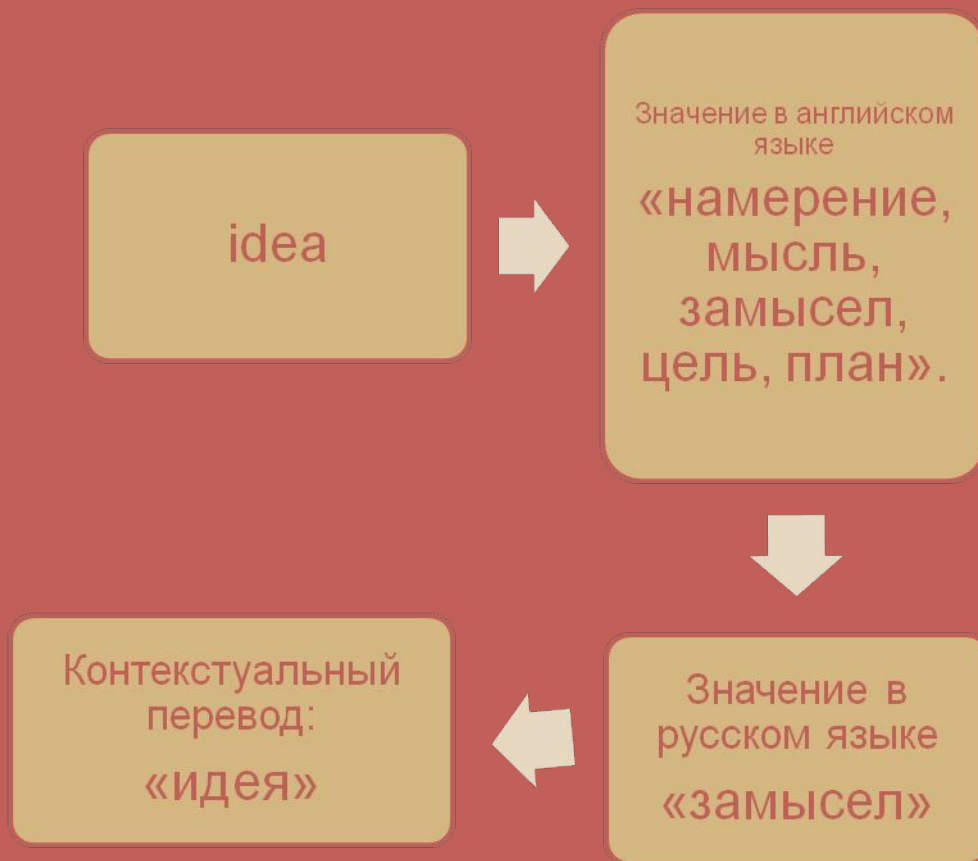 idea
Значение в английском
языке
«намерение,
мысль,
замысел,
цель, план».
Значение в
русском языке
«замысел»
Контекстуальный
перевод:
«идея»